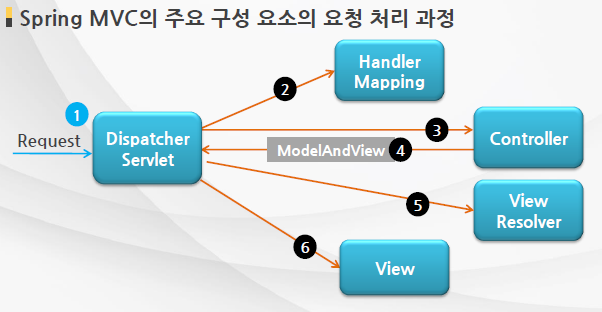 Spring MVC의 주요 구성 요소의 요청 처리 과정
Handler
Mapping
2
1
Request
Dispatcher
Servlet
3
ModelAndView
4
Controller
5
View
Resolver
6
View